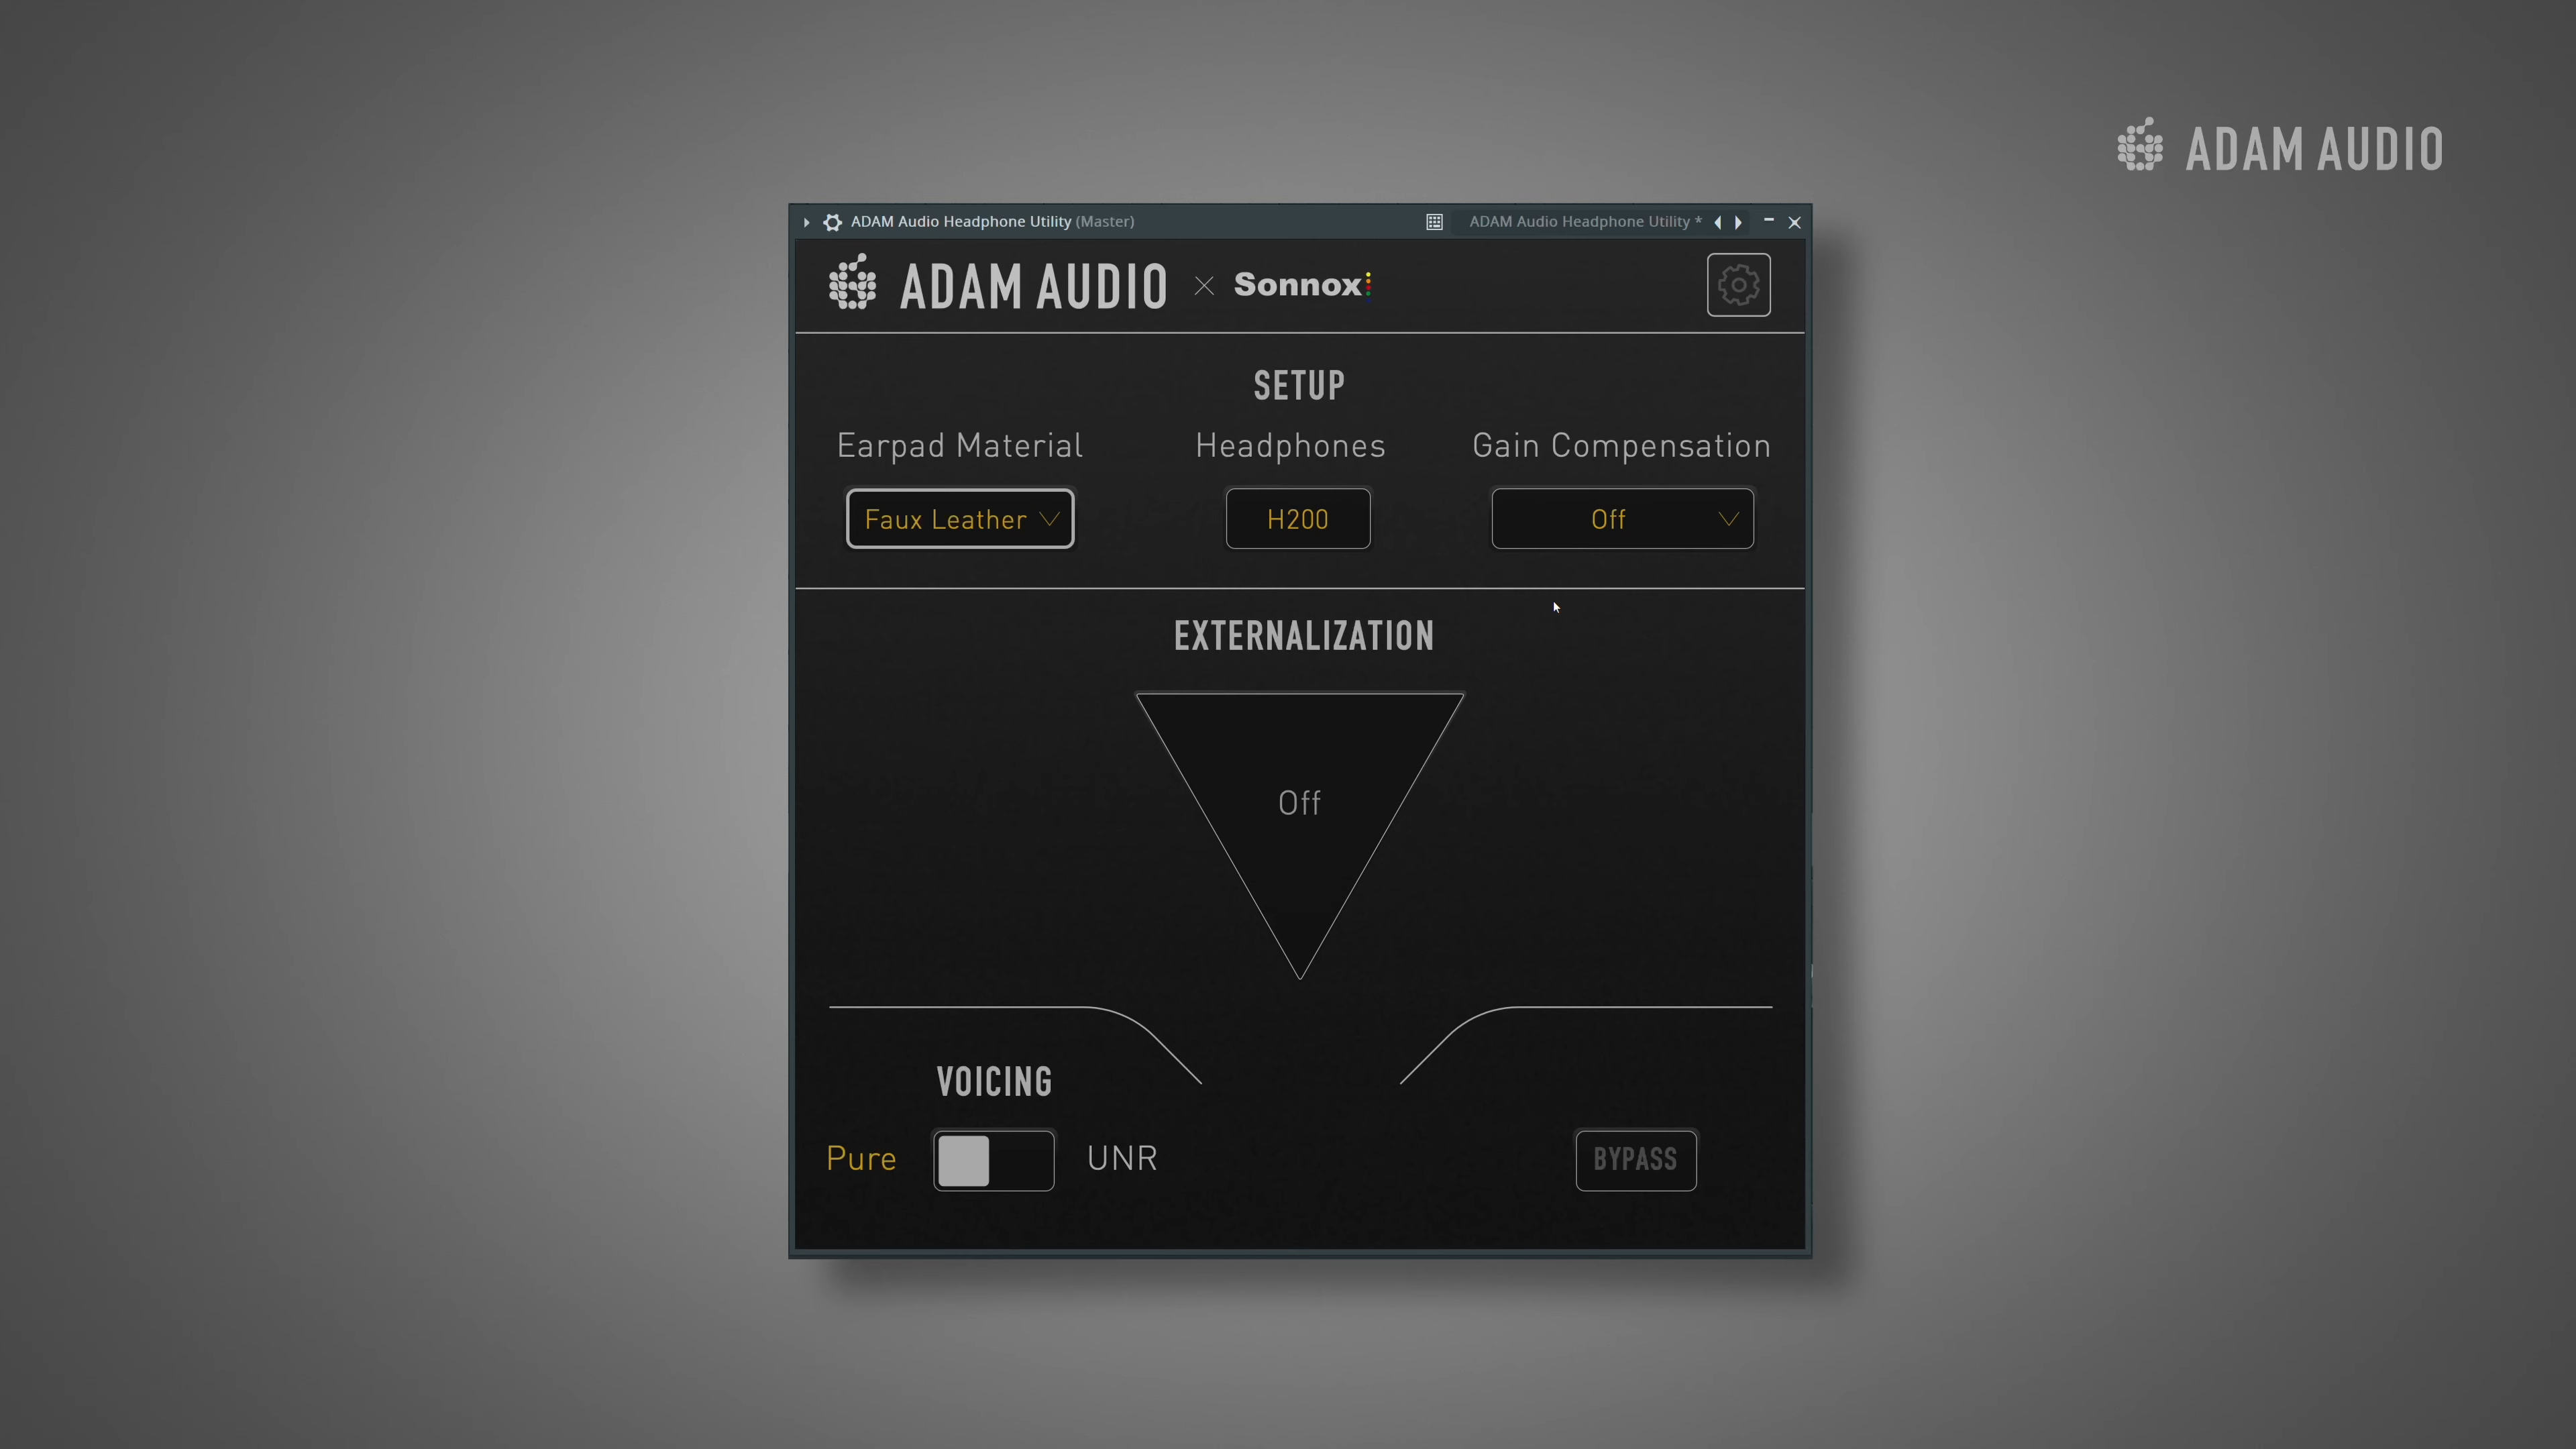 ADAM AUDIO
ADAM Audio Headphone Utility (Master)
ADAM Audio Headphone Utility *
ADAM AUDIO × Sonnox
SETUP
Earpad Material
Headphones
Gain Compensation
Faux Leather
H200
Off
EXTERNALIZATION
Off
VOICING
Pure
UNR
BYPASS